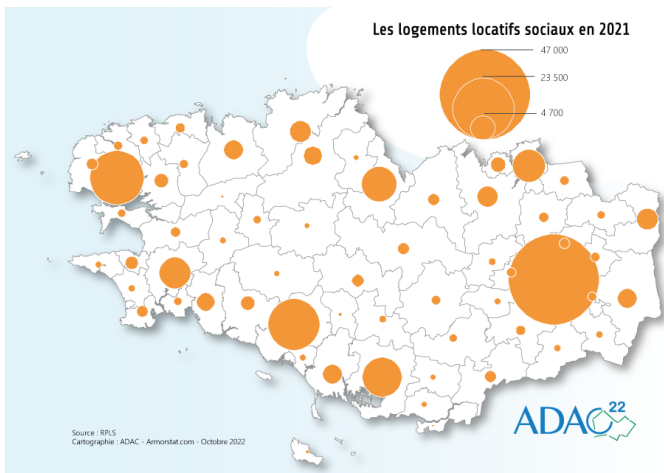 Les logements locatifs sociaux en 2021
47 000
23 500
4 700
ADAC 22
Source : RPLS
Cartographie : ADAC - Armorstat.com - Octobre 2022